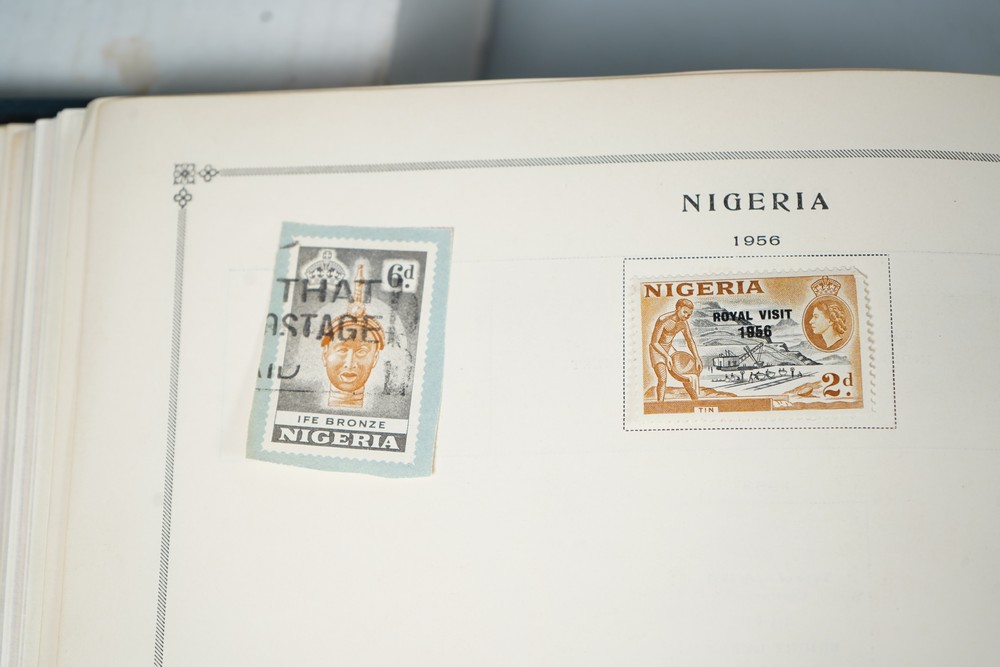 NIGERIA
1956
6d.
THAT
ASTAGE
IFE BRONZE
NIGERIA
NIGERIA
ROYAL VISIT
1956
2d.
TIN